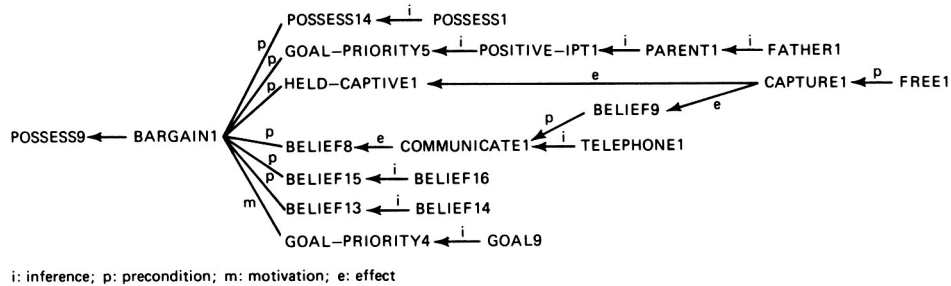 POSSESS14 i POSSESS1
p
GOAL–PRIORITY5 i POSITIVE–IPT1 i PARENT1 i FATHER1
p
p HELD–CAPTIVE1 e CAPTURE1 p FREE1
BELIEF9 e
p
POSSESS9 BARGAIN1 p BELIEF8 e COMMUNICATE1 i TELEPHONE1
p
p BELIEF15 i BELIEF16
m BELIEF13 i BELIEF14
GOAL–PRIORITY4 i GOAL9
i: inference; p: precondition; m: motivation; e: effect